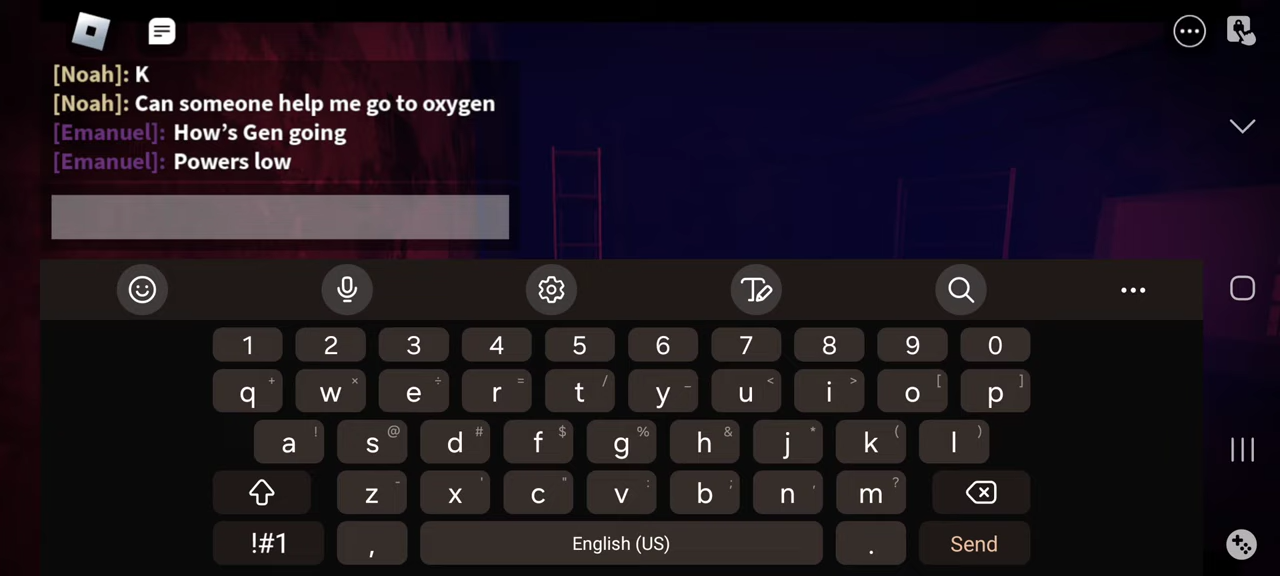 [Noah]: K
[Noah]: Can someone help me go to oxygen
[Emanuel]: How’s Gen going
[Emanuel]: Powers low
1 2 3 4 5 6 7 8 9 0
q + w × e ÷ r = t / y _ u < i > o [ p ]
a ! s @ d # f $ g % h & j * k ( l )
z - x ' c " v : b ; n , m ?
!#1 , English (US) . Send